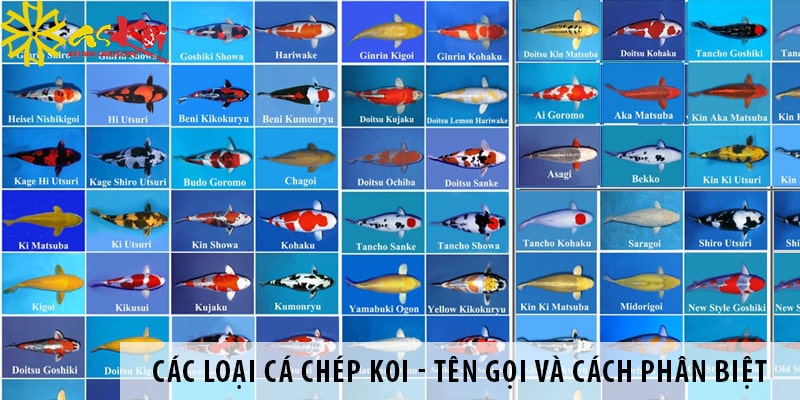 asKoi
Ginrin Shiro
Ginrin Showa
Goshiki Showa
Hariwake
Ginrin Kigoi
Ginrin Kohaku
Doitsu Kin Matsuba
Doitsu Kohaku
Tancho Goshiki
Kin
Heisei Nishikigoi
Hi Utsuri
Beni Kikokuryu
Beni Kumonryu
Doitsu Kujaku
Doitsu Lemon Hariwake
Ai Goromo
Aka Matsuba
Kin Aka Matsuba
Kage Hi Utsuri
Kage Shiro Utsuri
Budo Goromo
Chagoi
Doitsu Ochiba
Doitsu Sanke
Asagi
Bekko
Kin Ki Utsuri
Ki Matsuba
Ki Utsuri
Kin Showa
Kohaku
Tancho Sanke
Tancho Showa
Tancho Kohaku
Saragoi
Shiro Utsuri
Shi
Kigoi
Kikusui
Kujaku
Kumonryu
Yamabuki Ogon
Yellow Kikokuryu
Kin Ki Matsuba
Midorigoi
New Style Goshiki
Doitsu Goshiki
CÁC LOẠI CÁ CHÉP KOI - TÊN GỌI VÀ CÁCH PHÂN BIỆT